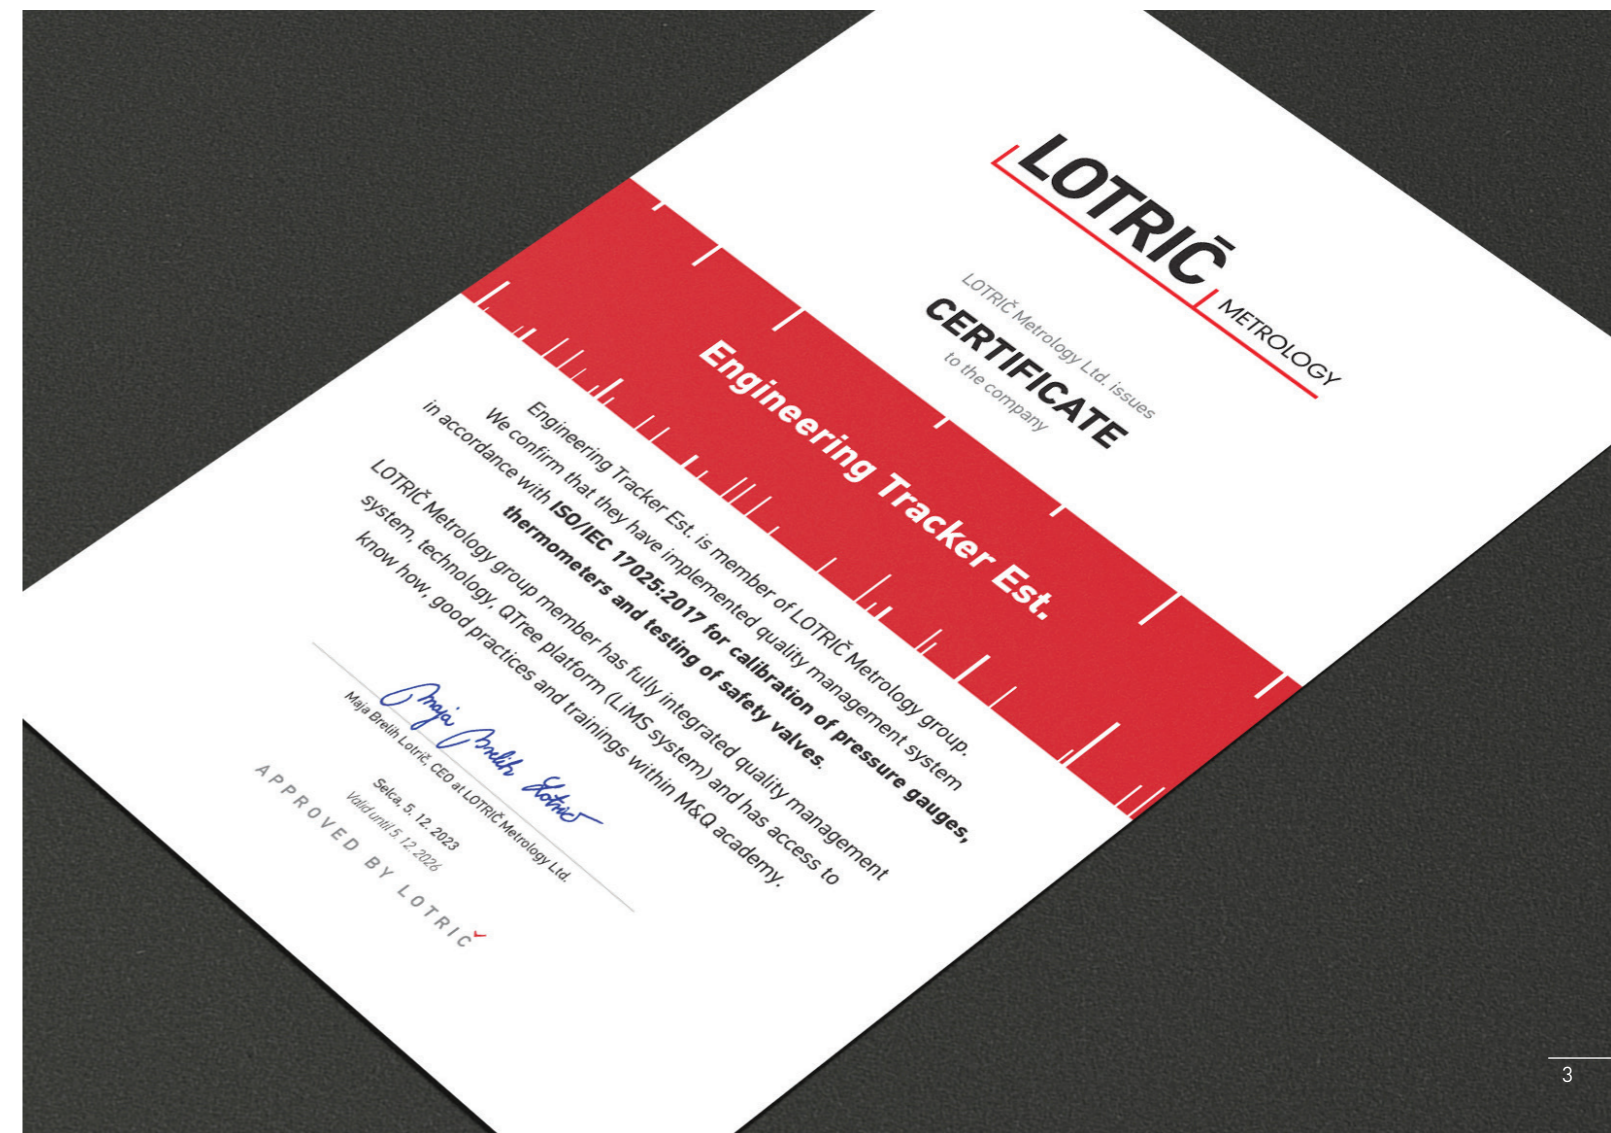 LOTRIČ
METROLOGY
LOTRIČ Metrology Ltd. issues
CERTIFICATE
to the company
Engineering Tracker Est.
Engineering Tracker Est. is member of LOTRIČ Metrology group.
We confirm that they have implemented quality management system
in accordance with ISO/IEC 17025:2017 for calibration of pressure gauges,
thermometers and testing of safety valves.
LOTRIČ Metrology group member has fully integrated quality management
system, technology, QTree platform (LiMS system) and has access to
know how, good practices and trainings within M&Q academy.
Maja Brelih Lotrič
Maja Brelih Lotrič, CEO at LOTRIČ Metrology Ltd.
Selca, 5. 12. 2023
Valid until 5. 12. 2026
APPROVED BY LOTRIČ
3